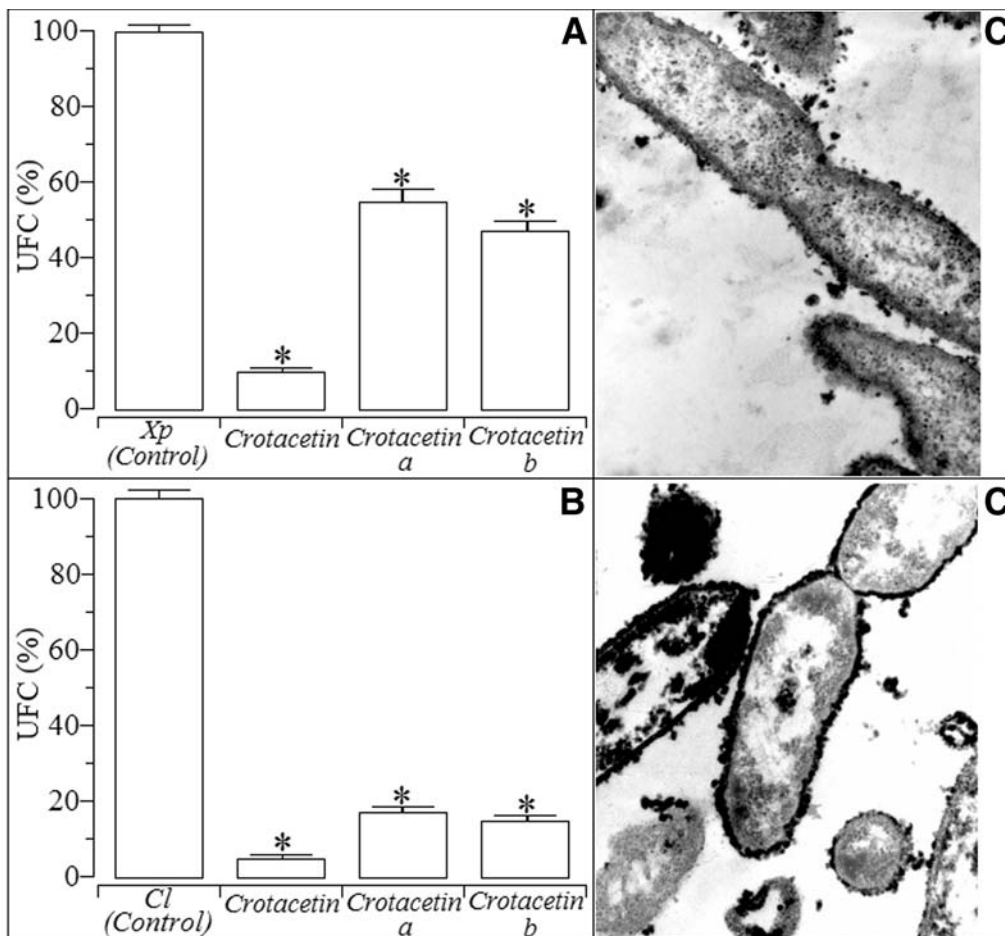 A
UFC (%)
100
80
60
40
20
0
*
*
*
Xp
(Control)
Crotacetin
Crotacetin
a
Crotacetin
b
C
B
UFC (%)
100
80
60
40
20
0
*
*
*
Cl
(Control)
Crotacetin
Crotacetin
a
Crotacetin
b
C